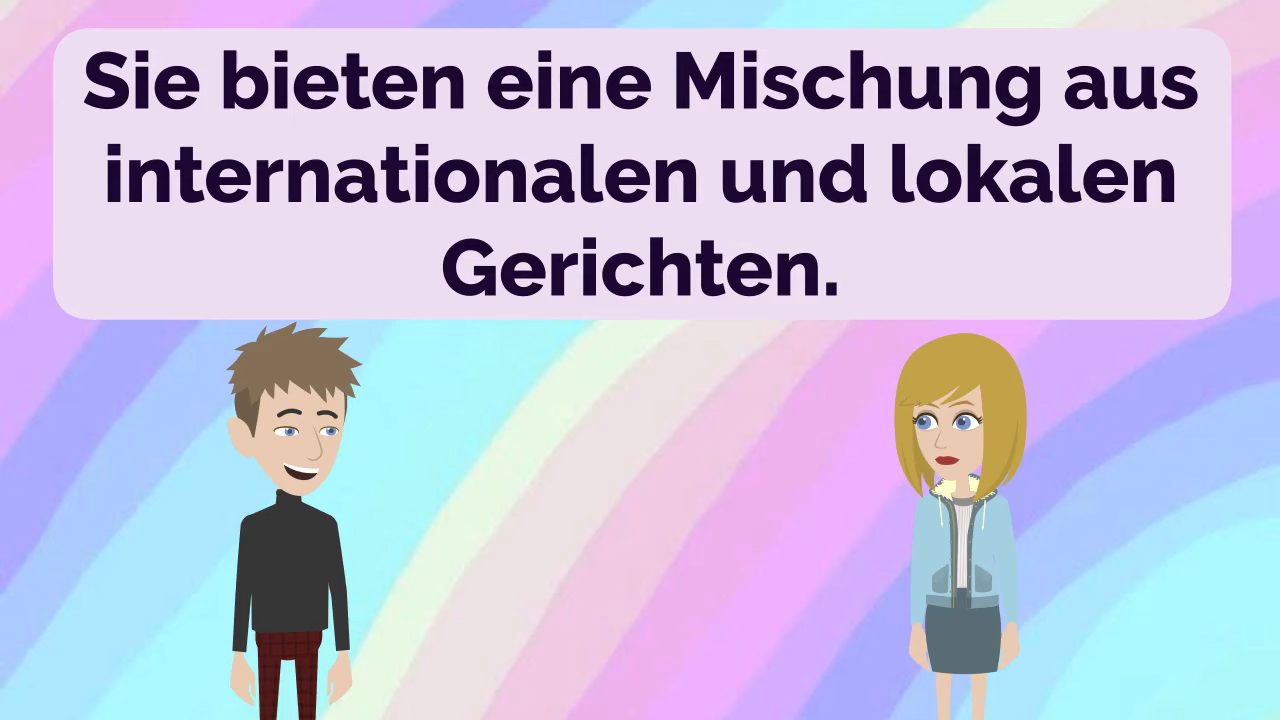 Sie bieten eine Mischung aus
internationalen und lokalen
Gerichten.